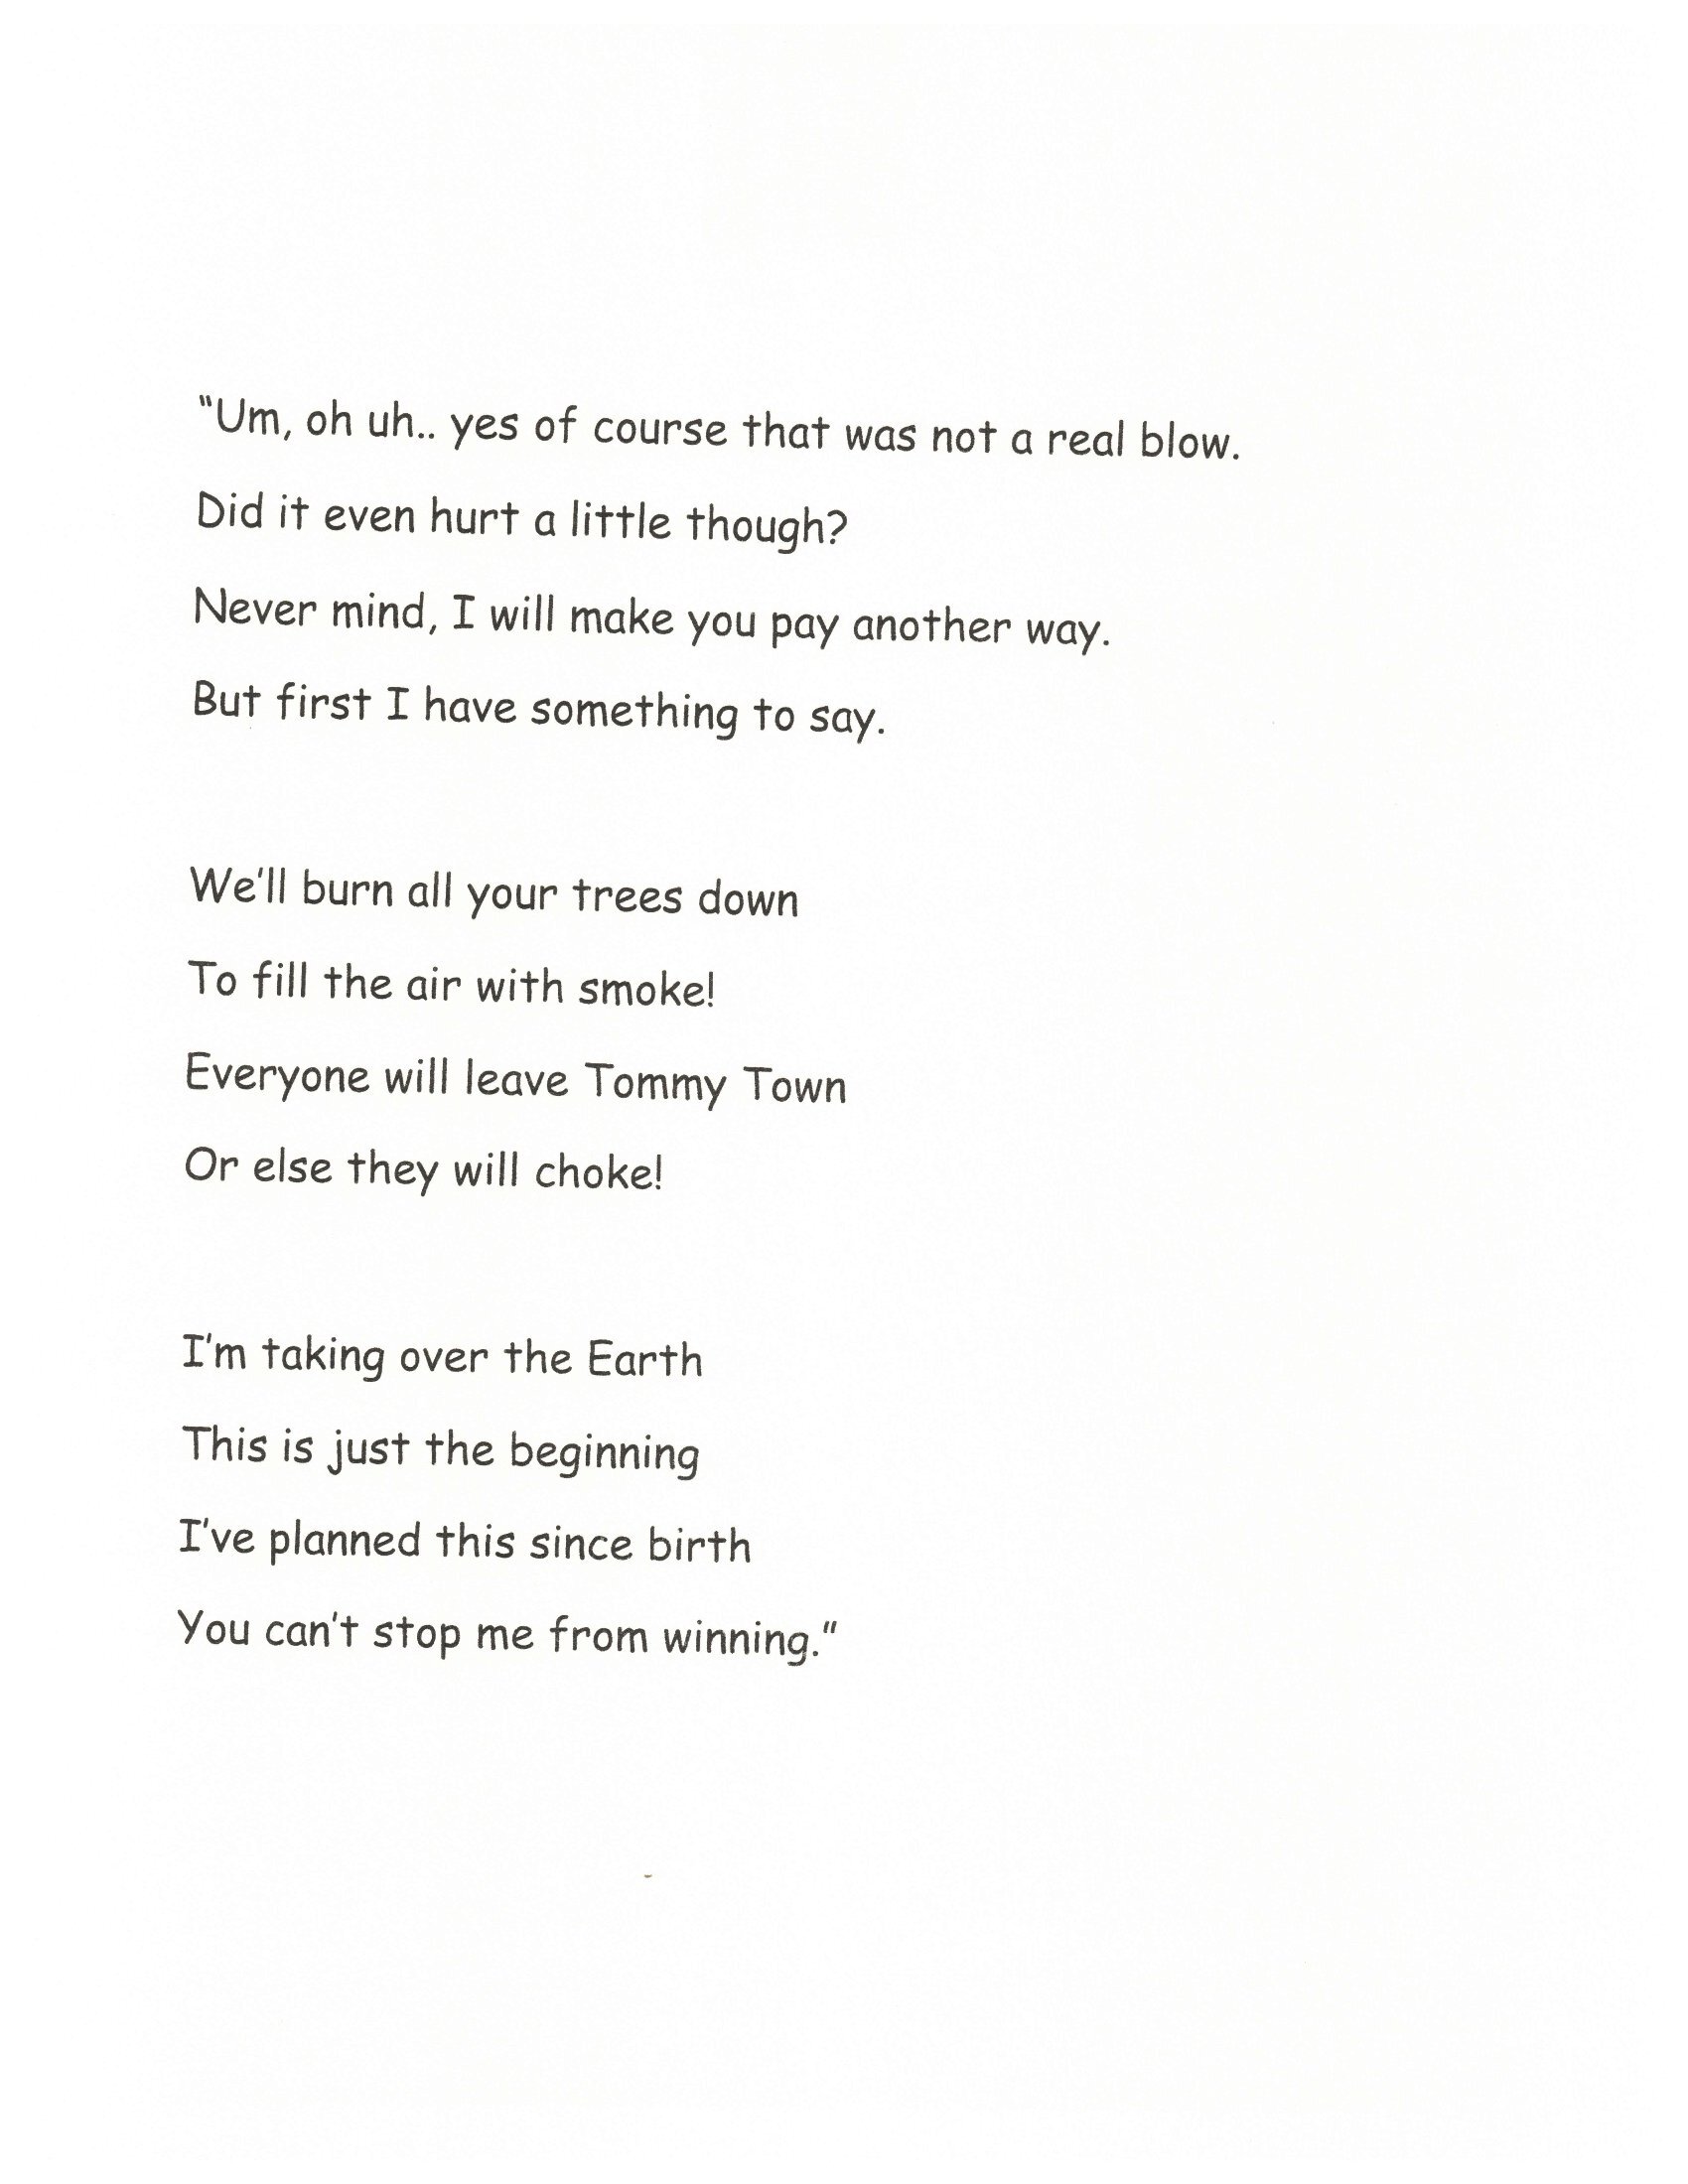 “Um, oh uh.. yes of course that was not a real blow.
Did it even hurt a little though?
Never mind, I will make you pay another way.
But first I have something to say.
We'll burn all your trees down
To fill the air with smoke!
Everyone will leave Tommy Town
Or else they will choke!
I'm taking over the Earth
This is just the beginning
I've planned this since birth
You can't stop me from winning.”